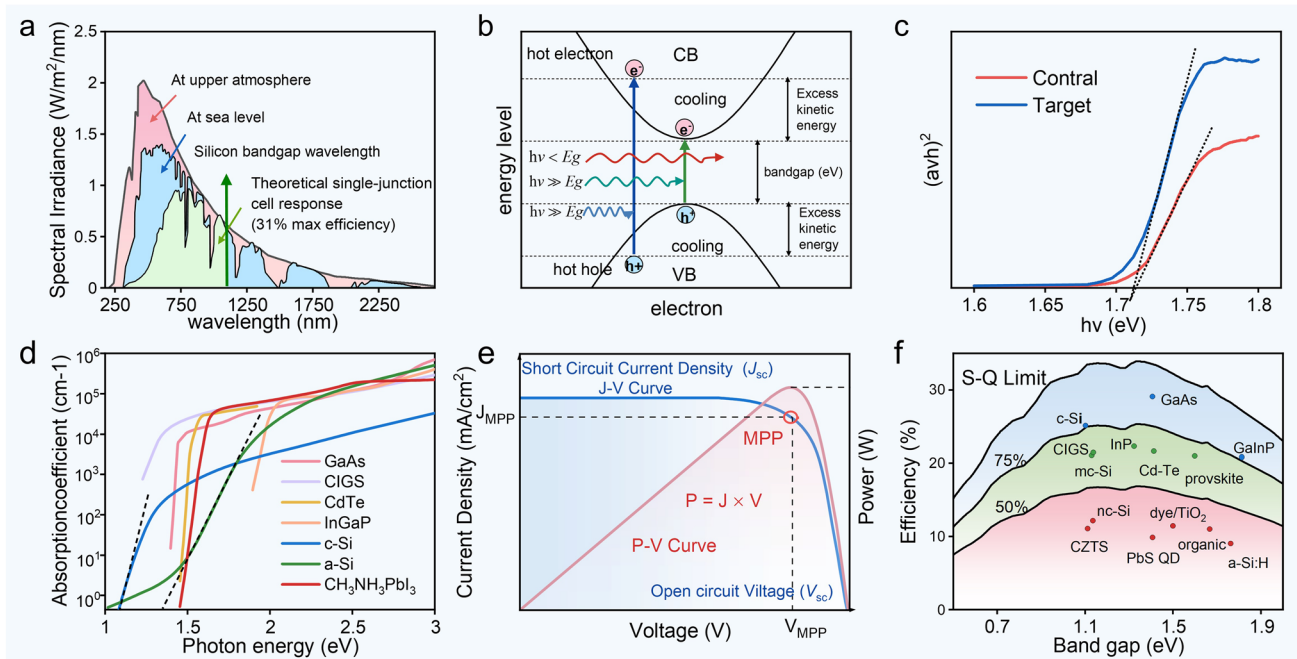 a
Spectral Irradiance (W/m²/nm)
2.5
2
1.5
1
0.5
0
At upper atmosphere
At sea level
Silicon bandgap wavelength
Theoretical single-junction
cell response
(31% max efficiency)
250
750
1250
1750
2250
wavelength (nm)
b
energy level
hot electron
e⁻
CB
cooling
e⁻
Excess
kinetic
energy
hν < Eg
hν ≫ Eg
hν ≫ Eg
bandgap (eV)
h⁺
cooling
Excess
kinetic
energy
hot hole
h+
VB
electron
c
(aνh)²
Contral
Target
1.6
1.65
1.7
1.75
1.8
hν (eV)
d
Absorptioncoefficient (cm-1)
10⁶
10⁵
10⁴
10³
10²
10¹
10⁰
GaAs
CIGS
CdTe
InGaP
c-Si
a-Si
CH₃NH₃PbI₃
1
1.5
2
2.5
3
Photon energy (eV)
e
Current Density (mA/cm²)
Short Circuit Current Density (Jsc)
J-V Curve
JMPP
MPP
P = J × V
P-V Curve
Open circuit Viltage (Vsc)
Voltage (V)
VMPP
Power (W)
f
Efficiency (%)
30
20
10
0
S-Q Limit
75%
50%
GaAs
c-Si
GaInP
CIGS
InP
mc-Si
Cd-Te
provskite
nc-Si
dye/TiO₂
CZTS
PbS QD
organic
a-Si:H
0.7
1.1
1.5
1.9
Band gap (eV)